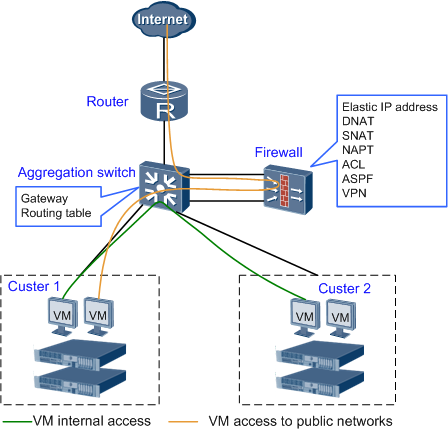 Internet
Router
R
Aggregation switch
Firewall
Gateway
Routing table
Elastic IP address
DNAT
SNAT
NAPT
ACL
ASPF
VPN
Custer 1
Custer 2
VM
VM
VM
VM
VM internal access
VM access to public networks